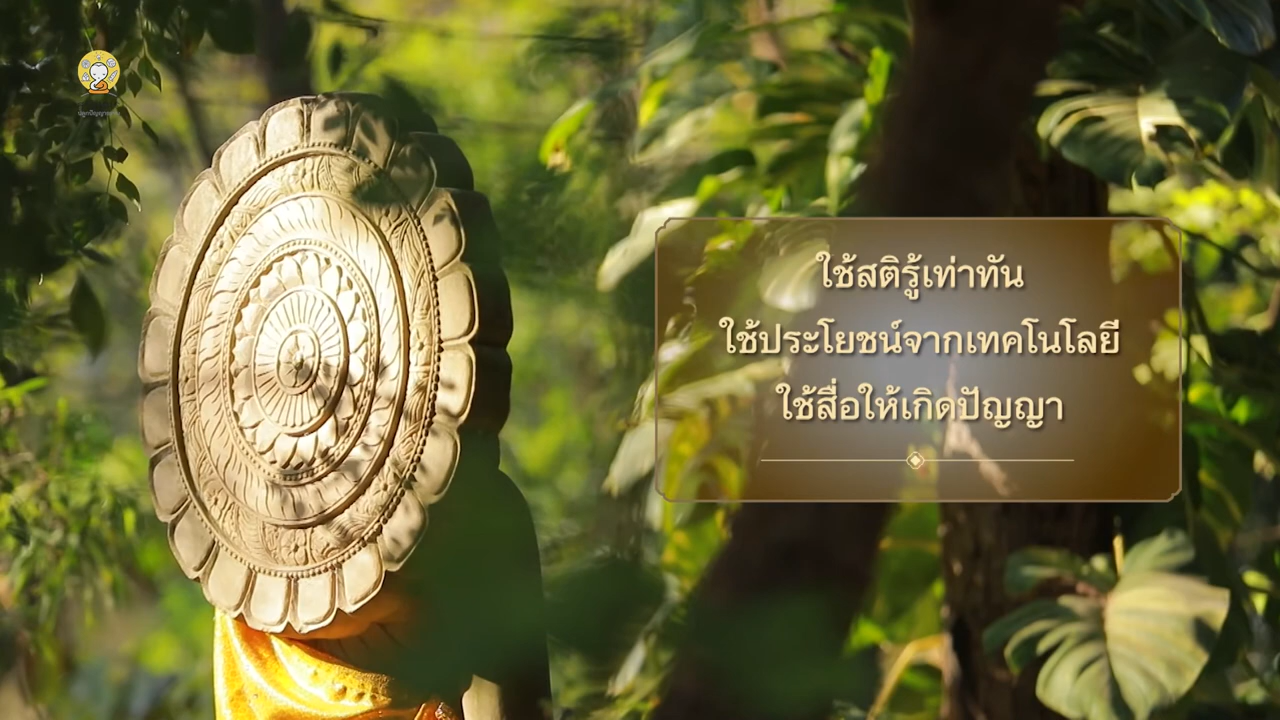 ใช้สติรู้เท่าทัน
ใช้ประโยชน์จากเทคโนโลยี
ใช้สื่อให้เกิดปัญญา